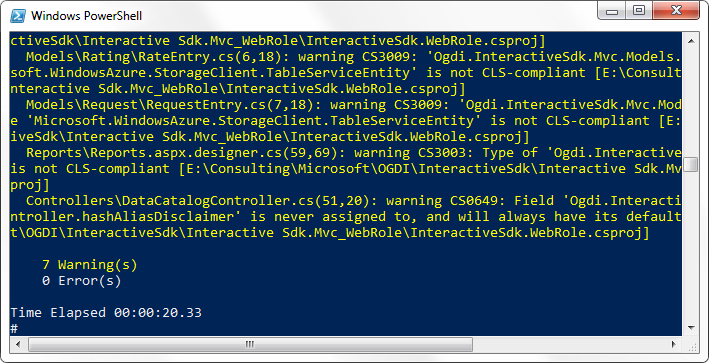 Windows PowerShell
ctiveSdk\Interactive Sdk.Mvc_WebRole\InteractiveSdk.WebRole.csproj]
Models\Rating\RateEntry.cs(6,18): warning CS3009: 'Ogdi.InteractiveSdk.Mvc.Models.
soft.WindowsAzure.StorageClient.TableServiceEntity' is not CLS-compliant [E:\Consult
nteractive Sdk.Mvc_WebRole\InteractiveSdk.WebRole.csproj]
Models\Request\RequestEntry.cs(7,18): warning CS3009: 'Ogdi.InteractiveSdk.Mvc.Mod
e 'Microsoft.WindowsAzure.StorageClient.TableServiceEntity' is not CLS-compliant [E:
iveSdk\Interactive Sdk.Mvc_WebRole\InteractiveSdk.WebRole.csproj]
Reports\Reports.aspx.designer.cs(59,69): warning CS3003: Type of 'Ogdi.Interactive
is not CLS-compliant [E:\Consulting\Microsoft\OGDI\InteractiveSdk\Interactive Sdk.Mv
proj]
Controllers\DataCatalogController.cs(51,20): warning CS0649: Field 'Ogdi.Interacti
ntroller.hashAliasDisclaimer' is never assigned to, and will always have its default
t\OGDI\InteractiveSdk\Interactive Sdk.Mvc_WebRole\InteractiveSdk.WebRole.csproj]
7 Warning(s)
0 Error(s)
Time Elapsed 00:00:20.33
#